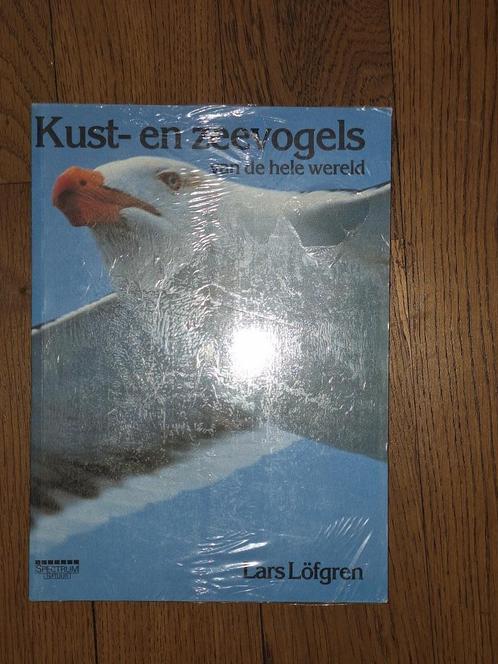 Kust- en zeevogels
van de hele wereld
SPECTRUM
Lars Löfgren